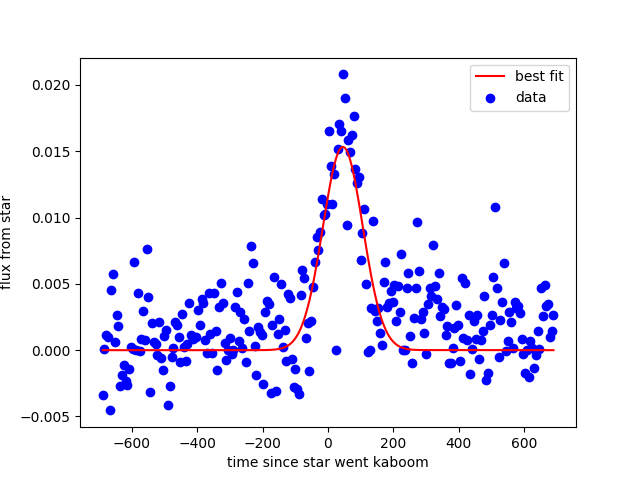 best fit
data
0.020
0.015
0.010
0.005
0.000
−0.005
flux from star
−600 −400 −200 0 200 400 600
time since star went kaboom